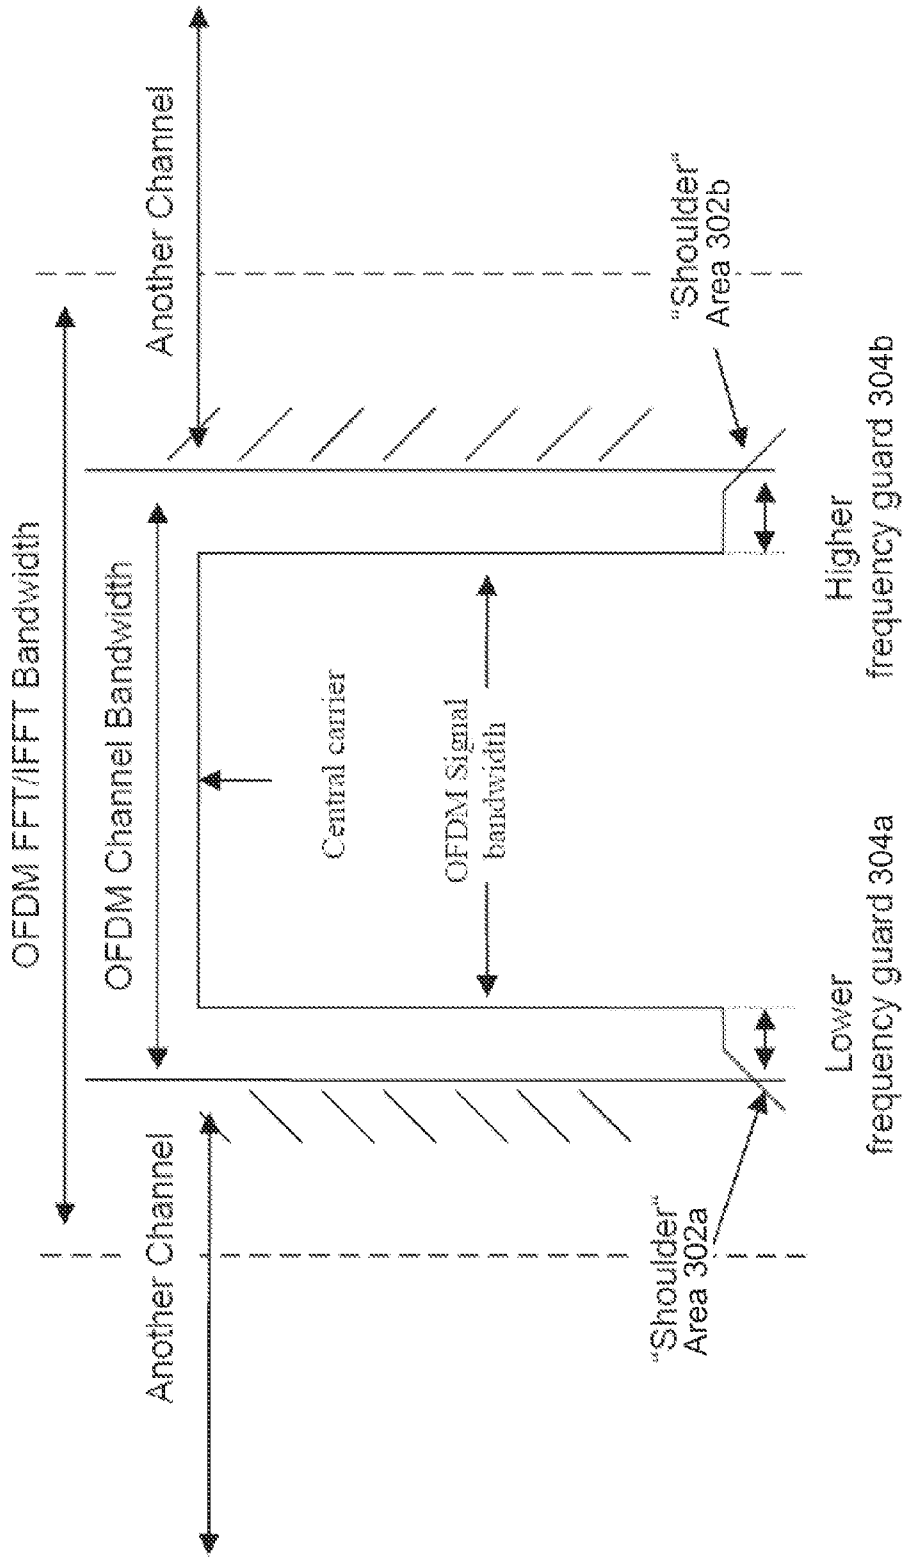 OFDM FFT/IFFT Bandwidth
Another Channel
OFDM Channel Bandwidth
Another Channel
Central carrier
OFDM Signal
bandwidth
“Shoulder“
Area 302a
“Shoulder“
Area 302b
Lower
frequency guard 304a
Higher
frequency guard 304b